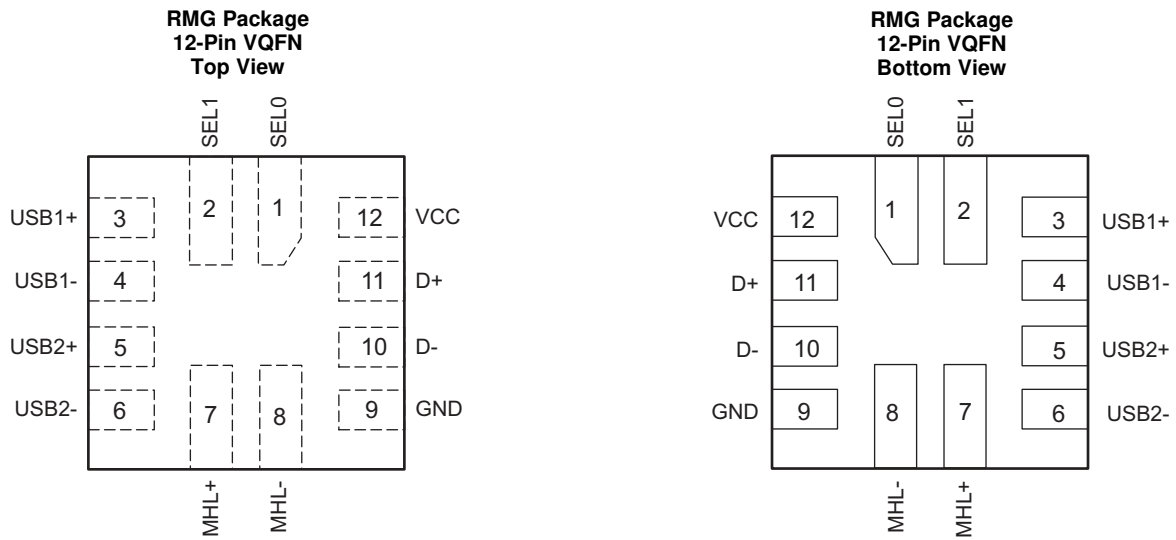 RMG Package
12-Pin VQFN
Top View
SEL1
SEL0
USB1+ 3 2 1 12 VCC
USB1- 4 11 D+
USB2+ 5 10 D-
USB2- 6 7 8 9 GND
MHL+
MHL-
RMG Package
12-Pin VQFN
Bottom View
SEL0
SEL1
VCC 12 1 2 3 USB1+
D+ 11 4 USB1-
D- 10 5 USB2+
GND 9 8 7 6 USB2-
MHL-
MHL+